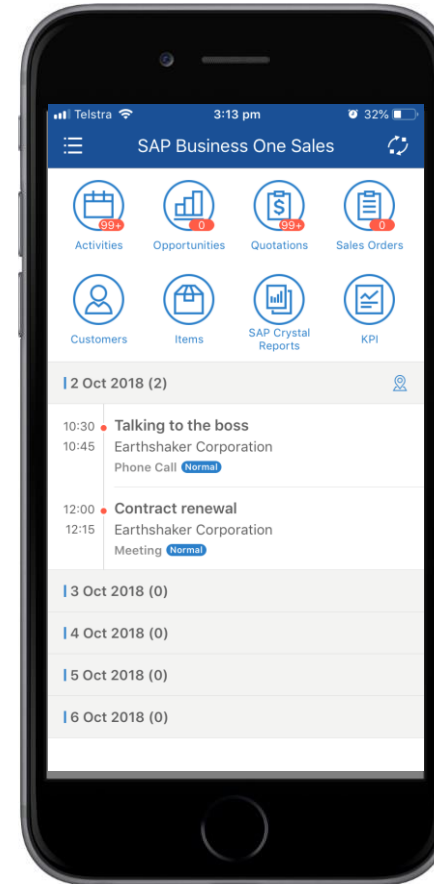 Telstra 3:13 pm 32%
SAP Business One Sales
99+ 0 99+ 0
Activities Opportunities Quotations Sales Orders
Customers Items SAP Crystal Reports KPI
2 Oct 2018 (2)
10:30 Talking to the boss
10:45 Earthshaker Corporation
Phone Call Normal
12:00 Contract renewal
12:15 Earthshaker Corporation
Meeting Normal
3 Oct 2018 (0)
4 Oct 2018 (0)
5 Oct 2018 (0)
6 Oct 2018 (0)